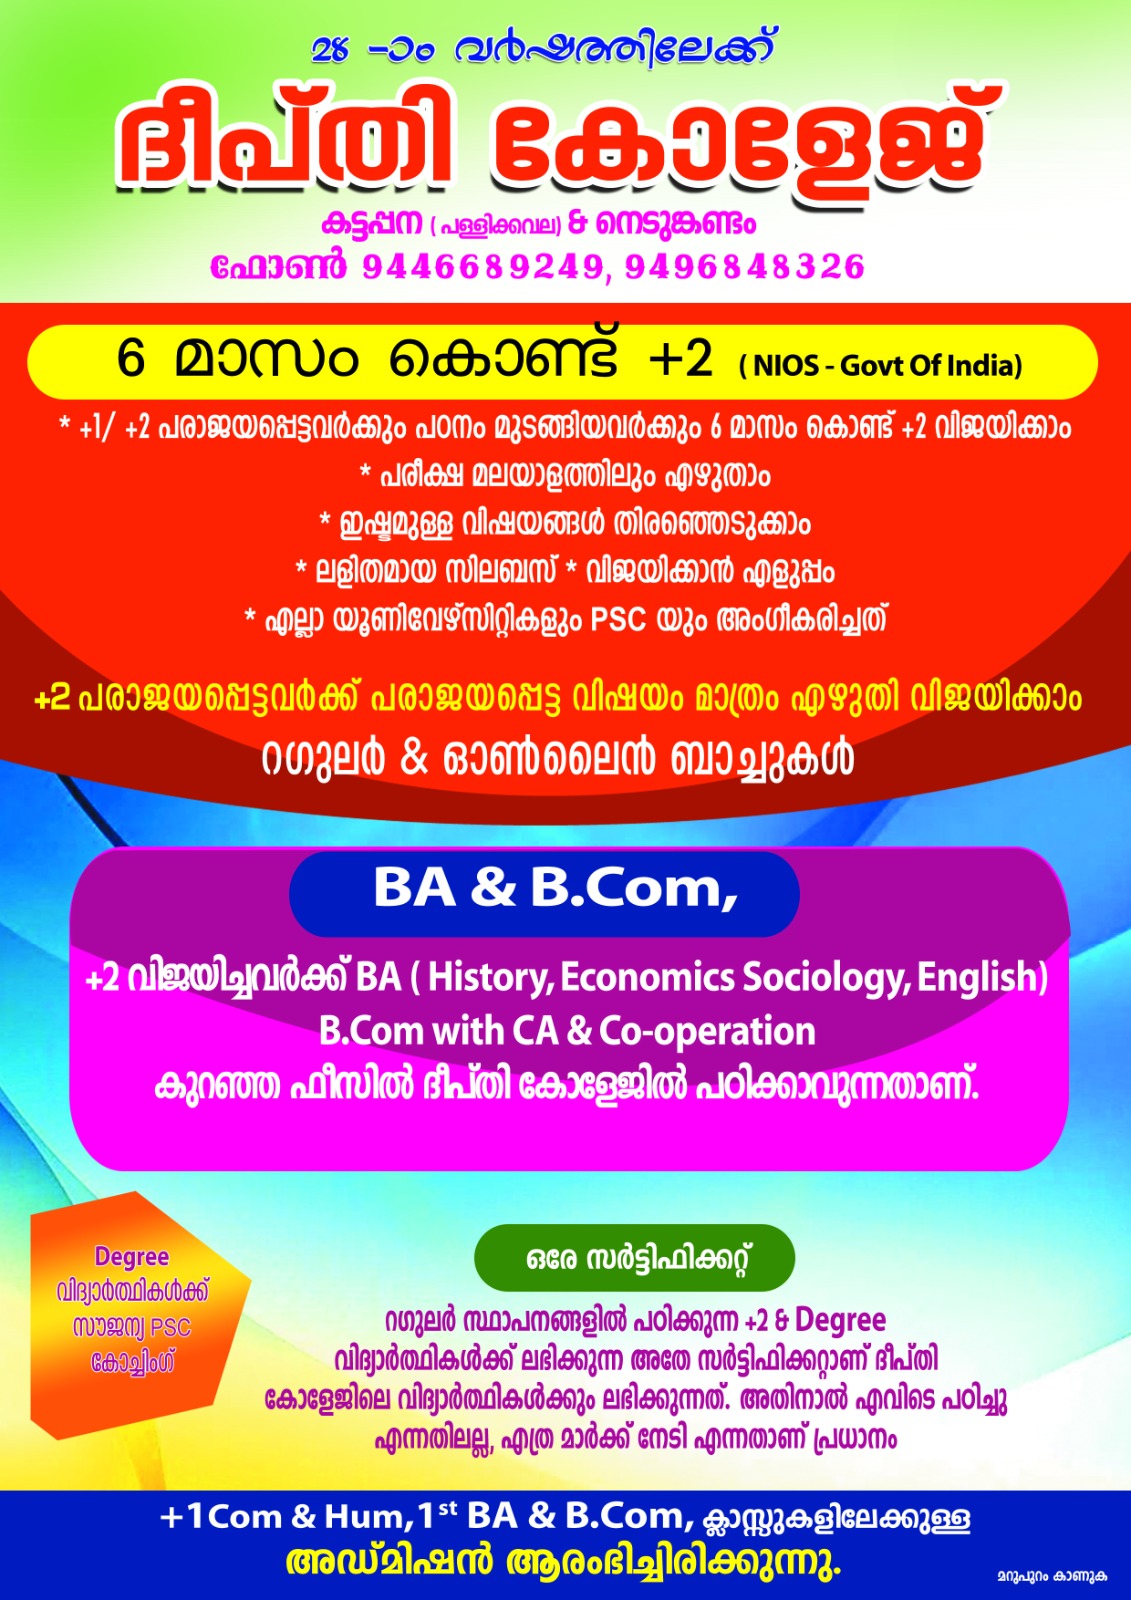 28 -ാം വർഷത്തിലേക്ക്
ദീപ്തി കോളേജ്
കട്ടപ്പന ( പള്ളിക്കവല) & നെടുങ്കണ്ടം
ഫോൺ 9446689249, 9496848326
6 മാസം കൊണ്ട് +2 ( NIOS - Govt Of India)
* +1/ +2 പരാജയപ്പെട്ടവർക്കും പഠനം മുടങ്ങിയവർക്കും 6 മാസം കൊണ്ട് +2 വിജയിക്കാം
* പരീക്ഷ മലയാളത്തിലും എഴുതാം
* ഇഷ്ടമുള്ള വിഷയങ്ങൾ തിരഞ്ഞെടുക്കാം
* ലളിതമായ സിലബസ് * വിജയിക്കാൻ എളുപ്പം
* എല്ലാ യൂണിവേഴ്സിറ്റികളും PSC യും അംഗീകരിച്ചത്
+2 പരാജയപ്പെട്ടവർക്ക് പരാജയപ്പെട്ട വിഷയം മാത്രം എഴുതി വിജയിക്കാം
റഗുലർ & ഓൺലൈൻ ബാച്ചുകൾ
BA & B.Com,
+2 വിജയിച്ചവർക്ക് BA ( History, Economics Sociology, English)
B.Com with CA & Co-operation
കുറഞ്ഞ ഫീസിൽ ദീപ്തി കോളേജിൽ പഠിക്കാവുന്നതാണ്.
Degree
വിദ്യാർത്ഥികൾക്ക്
സൗജന്യ PSC
കോച്ചിംഗ്
ഒരേ സർട്ടിഫിക്കറ്റ്
റഗുലർ സ്ഥാപനങ്ങളിൽ പഠിക്കുന്ന +2 & Degree
വിദ്യാർത്ഥികൾക്ക് ലഭിക്കുന്ന അതേ സർട്ടിഫിക്കറ്റാണ് ദീപ്തി
കോളേജിലെ വിദ്യാർത്ഥികൾക്കും ലഭിക്കുന്നത്. അതിനാൽ എവിടെ പഠിച്ചു
എന്നതിലല്ല, എത്ര മാർക്ക് നേടി എന്നതാണ് പ്രധാനം
+1Com & Hum,1st BA & B.Com, ക്ലാസ്സുകളിലേക്കുള്ള
അഡ്മിഷൻ ആരംഭിച്ചിരിക്കുന്നു.
മറുപുറം കാണുക